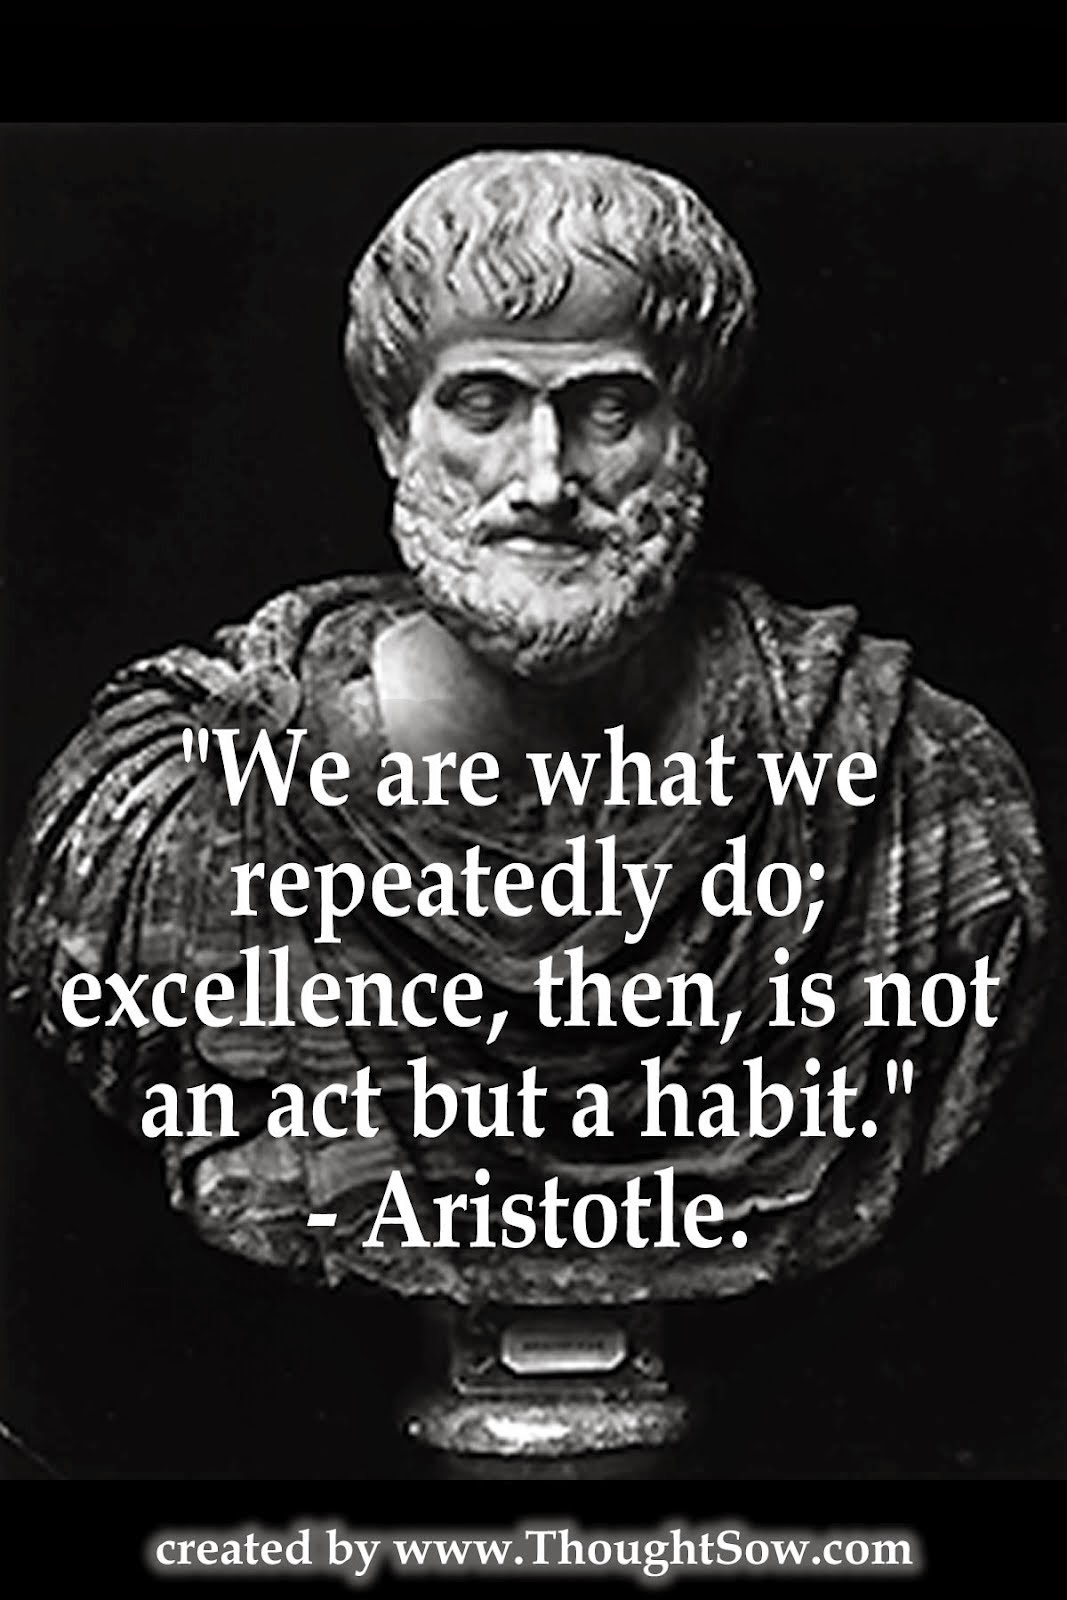 "We are what we
repeatedly do;
excellence, then, is not
an act but a habit."
- Aristotle.
created by www.ThoughtSow.com